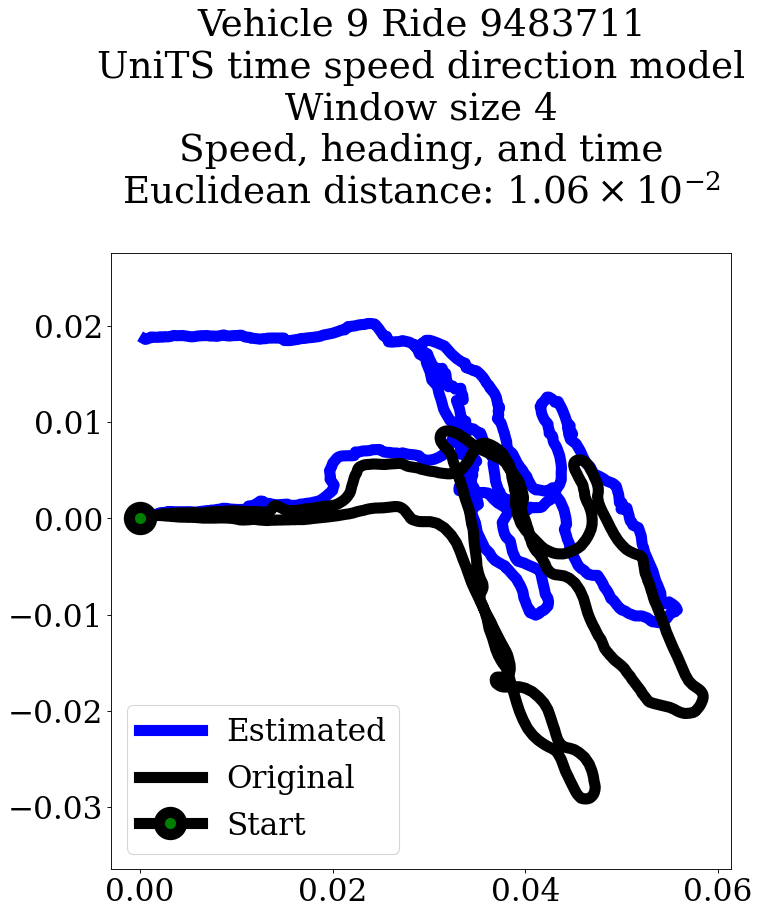 Vehicle 9 Ride 9483711
UniTS time speed direction model
Window size 4
Speed, heading, and time
Euclidean distance: 1.06 × 10⁻²
0.02
0.01
0.00
−0.01
−0.02
−0.03
Estimated
Original
Start
0.00 0.02 0.04 0.06